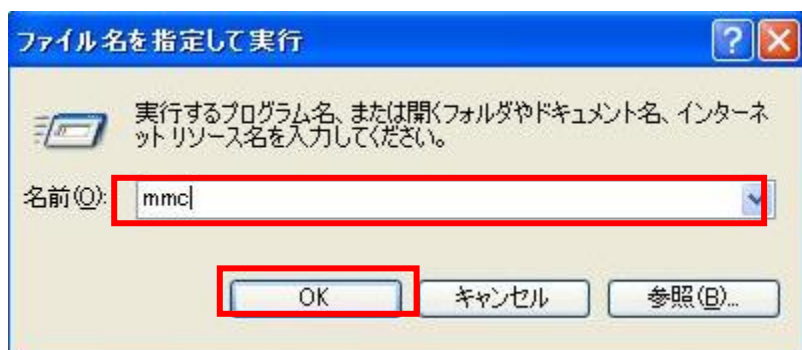 ファイル名を指定して実行
実行するプログラム名、または開くフォルダやドキュメント名、インターネ
ット リソース名を入力してください。
名前(O): mmc
OK キャンセル 参照(B)...